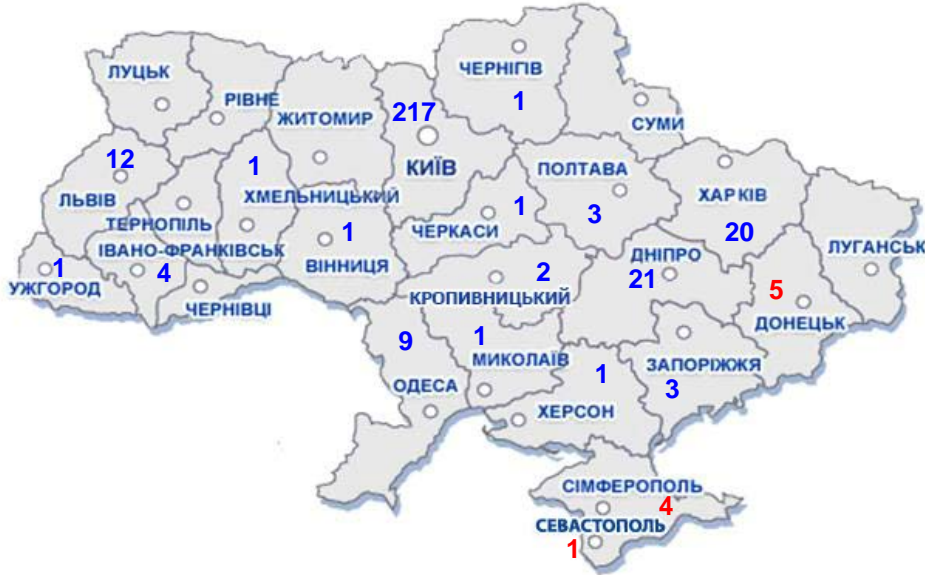 ЧЕРНІГІВ
1
ЛУЦЬК
РІВНЕ
ЖИТОМИР
217
СУМИ
КИЇВ
12
ЛЬВІВ
1
ХМЕЛЬНИЦЬКИЙ
ТЕРНОПІЛЬ
ПОЛТАВА
3
ХАРКІВ
20
ЧЕРКАСИ
1
ЛУГАНСЬК
ІВАНО-ФРАНКІВСЬК
4
1
ВІННИЦЯ
1
УЖГОРОД
ЧЕРНІВЦІ
2
КРОПИВНИЦЬКИЙ
ДНІПРО
21
5
ДОНЕЦЬК
9
ОДЕСА
1
МИКОЛАЇВ
1
ХЕРСОН
ЗАПОРІЖЖЯ
3
СІМФЕРОПОЛЬ
4
СЕВАСТОПОЛЬ
1